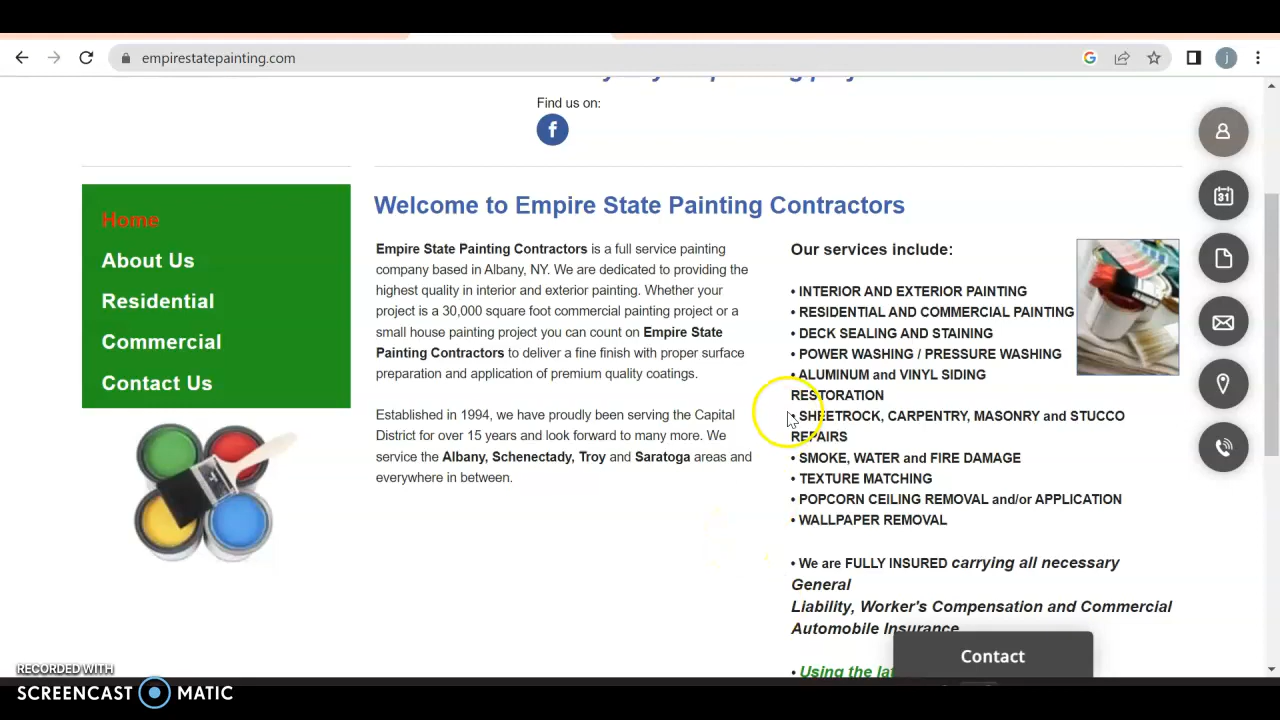 empirestatepainting.com
Find us on:
Home
About Us
Residential
Commercial
Contact Us
Welcome to Empire State Painting Contractors
Empire State Painting Contractors is a full service painting
company based in Albany, NY. We are dedicated to providing the
highest quality in interior and exterior painting. Whether your
project is a 30,000 square foot commercial painting project or a
small house painting project you can count on Empire State
Painting Contractors to deliver a fine finish with proper surface
preparation and application of premium quality coatings.
Established in 1994, we have proudly been serving the Capital
District for over 15 years and look forward to many more. We
service the Albany, Schenectady, Troy and Saratoga areas and
everywhere in between.
Our services include:
• INTERIOR AND EXTERIOR PAINTING
• RESIDENTIAL AND COMMERCIAL PAINTING
• DECK SEALING AND STAINING
• POWER WASHING / PRESSURE WASHING
• ALUMINUM and VINYL SIDING
RESTORATION
• SHEETROCK, CARPENTRY, MASONRY and STUCCO
REPAIRS
• SMOKE, WATER and FIRE DAMAGE
• TEXTURE MATCHING
• POPCORN CEILING REMOVAL and/or APPLICATION
• WALLPAPER REMOVAL
• We are FULLY INSURED carrying all necessary
General
Liability, Worker's Compensation and Commercial
Automobile Insurance
• Using the lat
Contact
31
j
RECORDED WITH
SCREENCAST MATIC